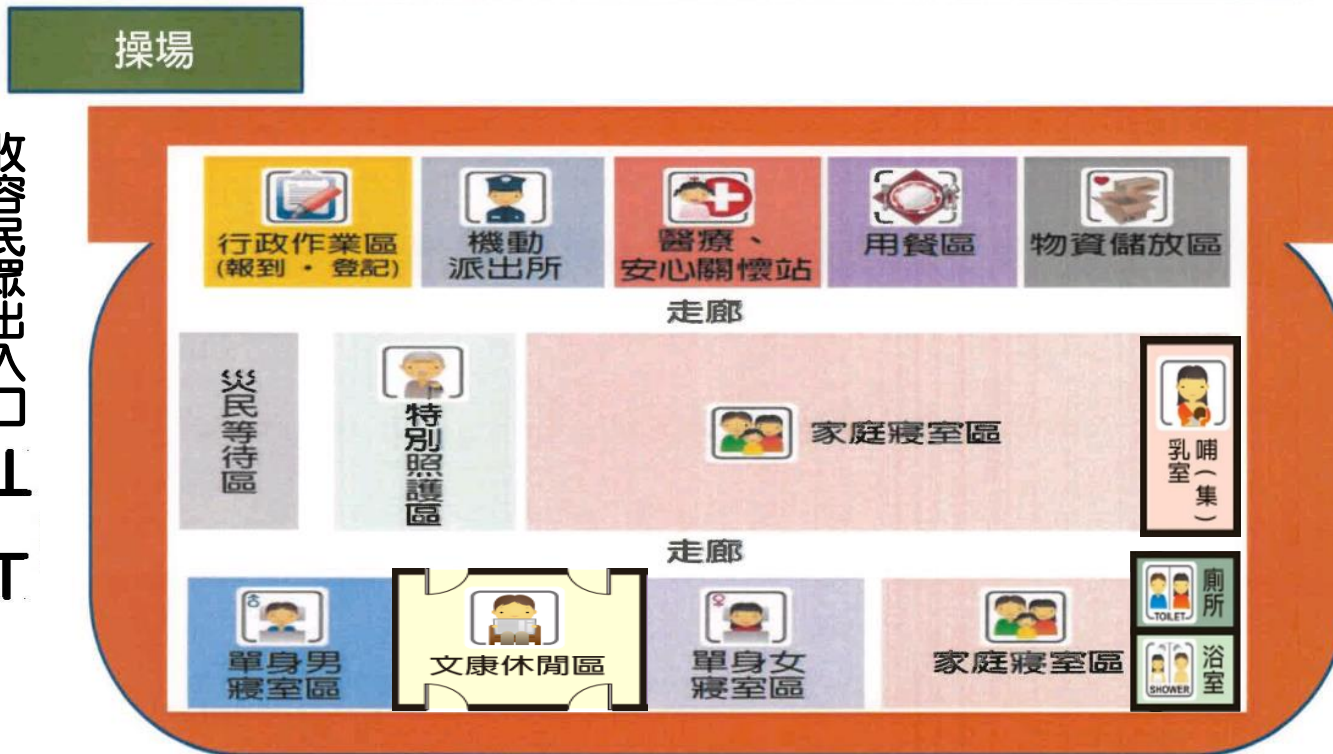 操場
收容民眾出入口
行政作業區
(報到・登記)
機動
派出所
醫療、
安心關懷站
用餐區
物資儲放區
走廊
災民等待區
特別照護區
家庭寢室區
哺(集)
乳室
走廊
單身男
寢室區
文康休閒區
單身女
寢室區
家庭寢室區
TOILET
廁所
SHOWER
浴室